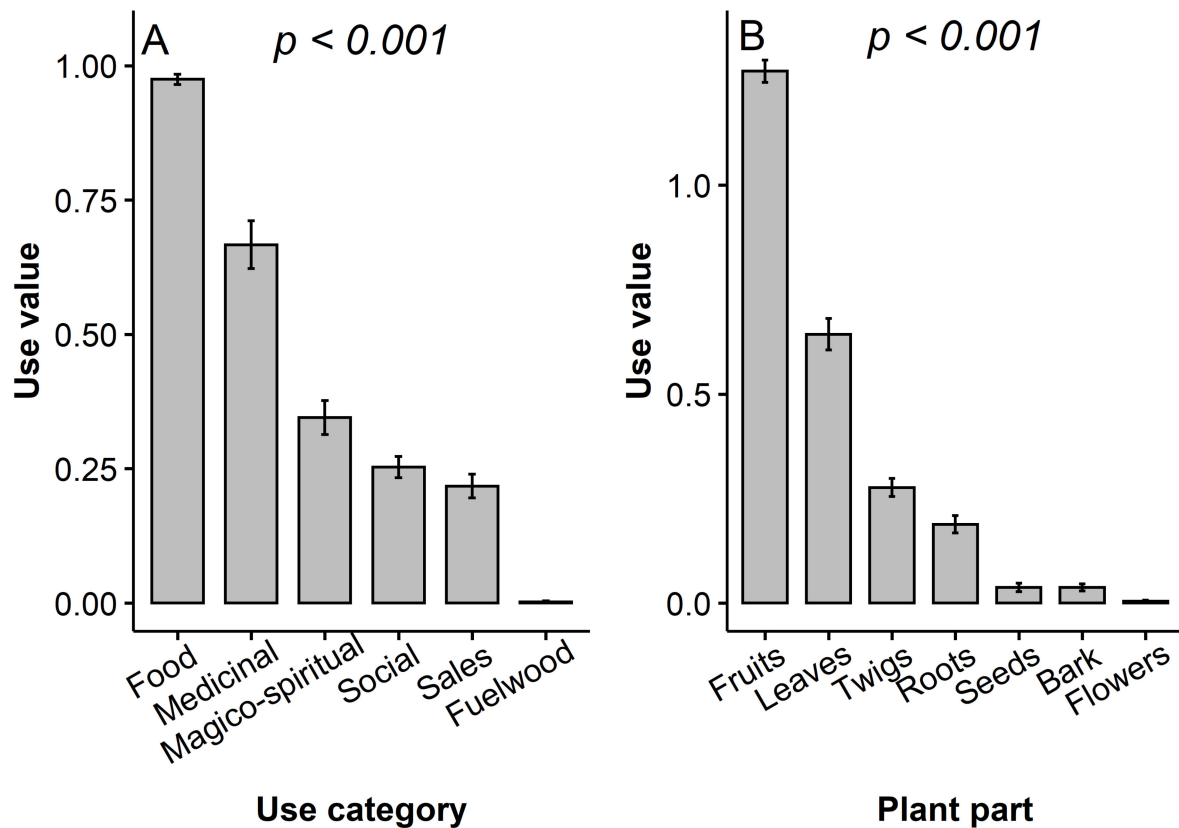 A
p < 0.001
1.00
0.75
0.50
0.25
0.00
Use value
Food
Medicinal
Magico-spiritual
Social
Sales
Fuelwood
Use category
B
p < 0.001
1.0
0.5
0.0
Use value
Fruits
Leaves
Twigs
Roots
Seeds
Bark
Flowers
Plant part